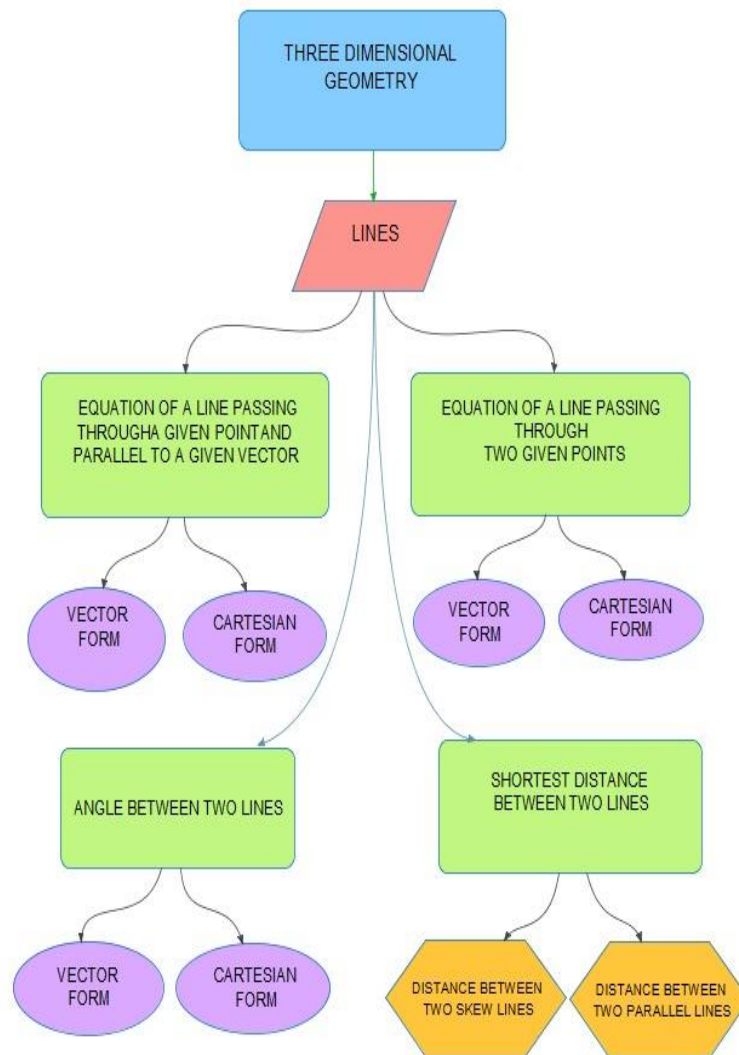 THREE DIMENSIONAL
GEOMETRY
LINES
EQUATION OF A LINE PASSING
THROUGHA GIVEN POINTAND
PARALLEL TO A GIVEN VECTOR
EQUATION OF A LINE PASSING
THROUGH
TWO GIVEN POINTS
VECTOR
FORM
CARTESIAN
FORM
VECTOR
FORM
CARTESIAN
FORM
ANGLE BETWEEN TWO LINES
SHORTEST DISTANCE
BETWEEN TWO LINES
VECTOR
FORM
CARTESIAN
FORM
DISTANCE BETWEEN
TWO SKEW LINES
DISTANCE BETWEEN
TWO PARALLEL LINES